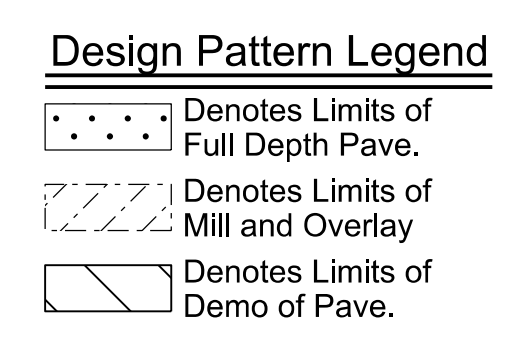 Design Pattern Legend
Denotes Limits of
Full Depth Pave.
Denotes Limits of
Mill and Overlay
Denotes Limits of
Demo of Pave.